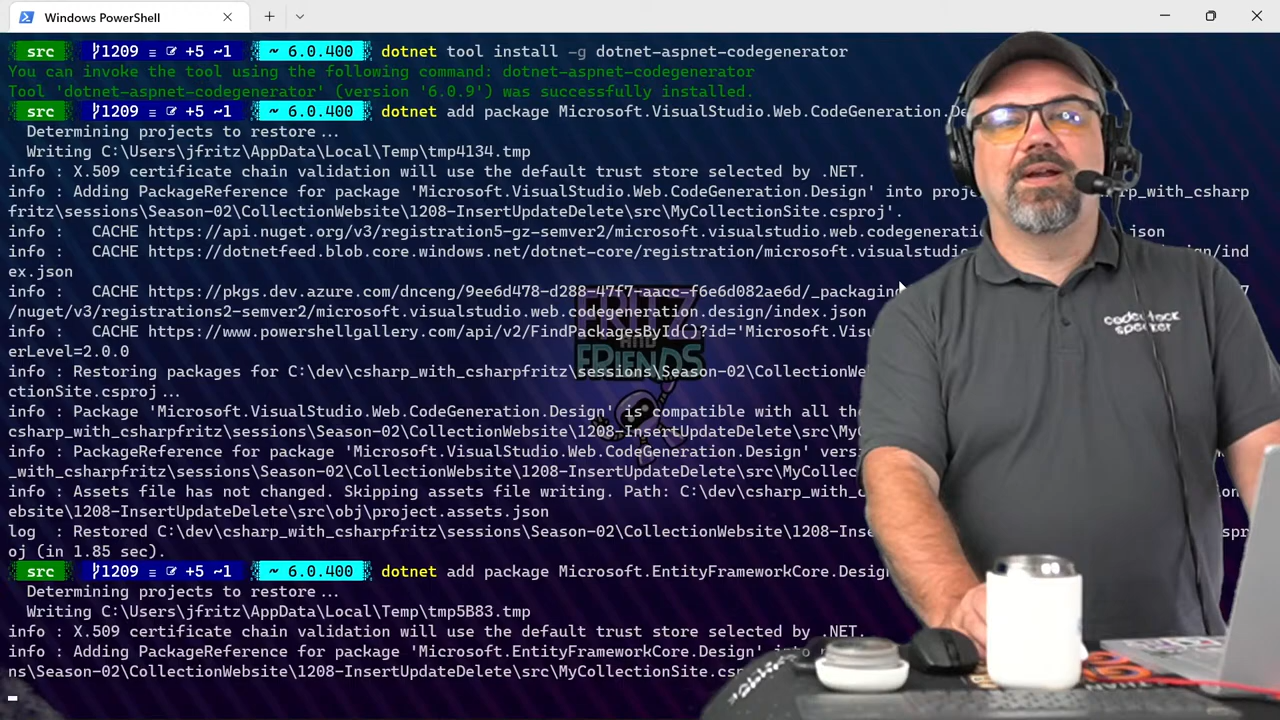 Windows PowerShell
src 1209 ≡ +5 ~1 ~ 6.0.400 dotnet tool install -g dotnet-aspnet-codegenerator
You can invoke the tool using the following command: dotnet-aspnet-codegenerator
Tool 'dotnet-aspnet-codegenerator' (version '6.0.9') was successfully installed.
src 1209 ≡ +5 ~1 ~ 6.0.400 dotnet add package Microsoft.VisualStudio.Web.CodeGeneration.De
Determining projects to restore...
Writing C:\Users\jfritz\AppData\Local\Temp\tmp4134.tmp
info : X.509 certificate chain validation will use the default trust store selected by .NET.
info : Adding PackageReference for package 'Microsoft.VisualStudio.Web.CodeGeneration.Design' into proje arp_with_csharp
fritz\sessions\Season-02\CollectionWebsite\1208-InsertUpdateDelete\src\MyCollectionSite.csproj'.
info : CACHE https://api.nuget.org/v3/registration5-gz-semver2/microsoft.visualstudio.web.codegeneratio json
info : CACHE https://dotnetfeed.blob.core.windows.net/dotnet-core/registration/microsoft.visualstudio /ind
ex.json
info : CACHE https://pkgs.dev.azure.com/dnceng/9ee6d478-d288-47f7-aacc-f6e6d082ae6d/_packaging 7
/nuget/v3/registrations2-semver2/microsoft.visualstudio.web.codegeneration.design/index.json
info : CACHE https://www.powershellgallery.com/api/v2/FindPackagesById()?id='Microsoft.Visu
erLevel=2.0.0
info : Restoring packages for C:\dev\csharp_with_csharpfritz\sessions\Season-02\CollectionWe
ctionSite.csproj...
info : Package 'Microsoft.VisualStudio.Web.CodeGeneration.Design' is compatible with all the
csharp_with_csharpfritz\sessions\Season-02\CollectionWebsite\1208-InsertUpdateDelete\src\MyC
info : PackageReference for package 'Microsoft.VisualStudio.Web.CodeGeneration.Design' versi
_with_csharpfritz\sessions\Season-02\CollectionWebsite\1208-InsertUpdateDelete\src\MyCollec
info : Assets file has not changed. Skipping assets file writing. Path: C:\dev\csharp_with_c
ebsite\1208-InsertUpdateDelete\src\obj\project.assets.json
log : Restored C:\dev\csharp_with_csharpfritz\sessions\Season-02\CollectionWebsite\1208-Inse spr
oj (in 1.85 sec).
src 1209 ≡ +5 ~1 ~ 6.0.400 dotnet add package Microsoft.EntityFrameworkCore.Design
Determining projects to restore...
Writing C:\Users\jfritz\AppData\Local\Temp\tmp5B83.tmp
info : X.509 certificate chain validation will use the default trust store selected by .NET.
info : Adding PackageReference for package 'Microsoft.EntityFrameworkCore.Design' into
ns\Season-02\CollectionWebsite\1208-InsertUpdateDelete\src\MyCollectionSite.cs
FRITZ
AND
FRIENDS
codestock
speaker